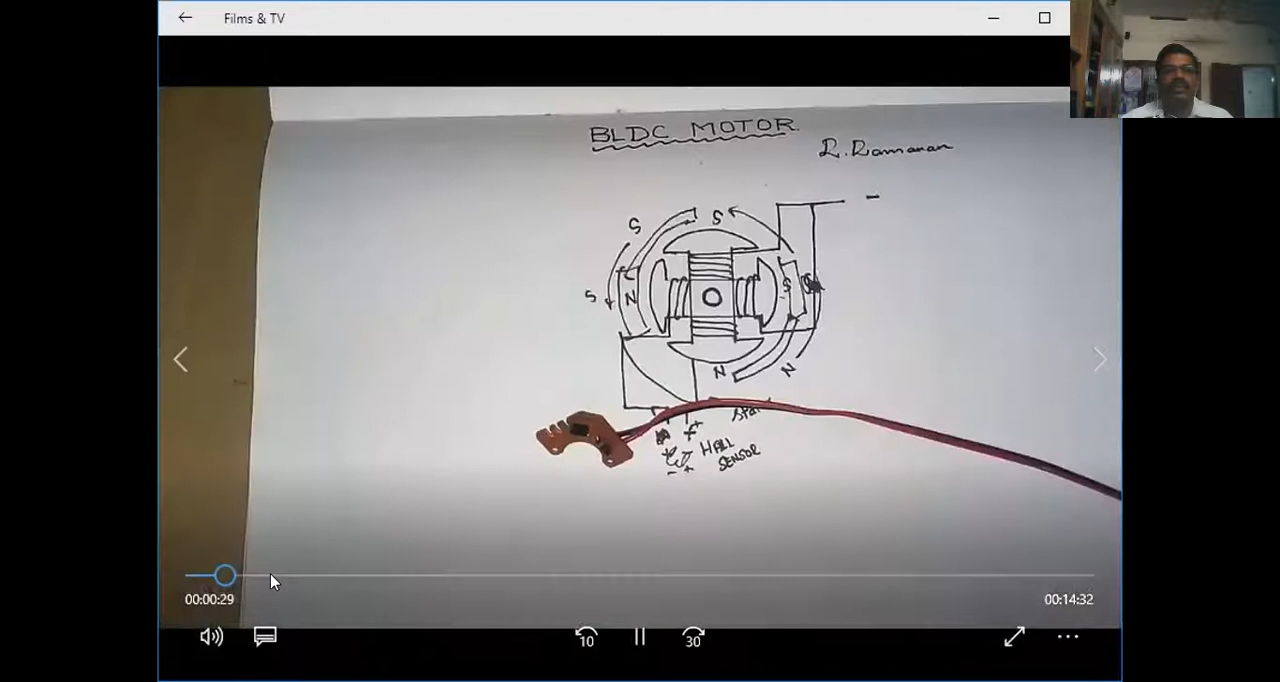 Films & TV
BLDC MOTOR
R. Ramanan
S
S
S
N
S
N
N
HALL
SENSOR
00:00:29
00:14:32
10
30